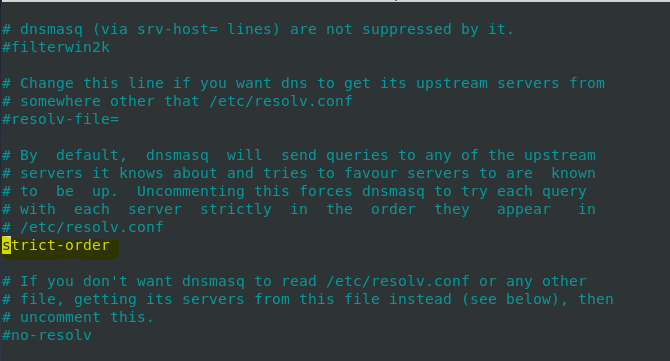 # dnsmasq (via srv-host= lines) are not suppressed by it.
#filterwin2k
# Change this line if you want dns to get its upstream servers from
# somewhere other that /etc/resolv.conf
#resolv-file=
# By  default,  dnsmasq  will  send queries to any of the upstream
# servers it knows about and tries to favour servers to are  known
# to  be  up.  Uncommenting this forces dnsmasq to try each query
# with  each  server  strictly  in  the  order  they   appear   in
# /etc/resolv.conf
strict-order
# If you don't want dnsmasq to read /etc/resolv.conf or any other
# file, getting its servers from this file instead (see below), then
# uncomment this.
#no-resolv